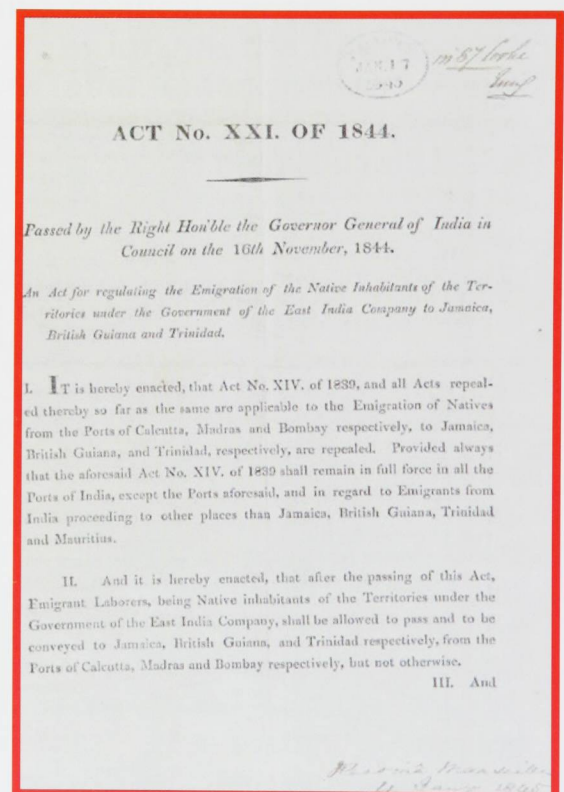 ACT No. XXI. OF 1844.
Passed by the Right Hon'ble the Governor General of India in
Council on the 16th November, 1844.
An Act for regulating the Emigration of the Native Inhabitants of the Ter-
ritories under the Government of the East India Company to Jamaica,
British Guiana and Trinidad.
I. IT is hereby enacted, that Act No. XIV. of 1839, and all Acts repeal-
ed thereby so far as the same are applicable to the Emigration of Natives
from the Ports of Calcutta, Madras and Bombay respectively, to Jamaica,
British Guiana, and Trinidad, respectively, are repealed. Provided always
that the aforesaid Act No. XIV. of 1839 shall remain in full force in all the
Ports of India, except the Ports aforesaid, and in regard to Emigrants from
India proceeding to other places than Jamaica, British Guiana, Trinidad
and Mauritius.
II. And it is hereby enacted, that after the passing of this Act,
Emigrant Laborers, being Native inhabitants of the Territories under the
Government of the East India Company, shall be allowed to pass and to be
conveyed to Jamaica, British Guiana, and Trinidad respectively, from the
Ports of Calcutta, Madras and Bombay respectively, but not otherwise.
III. And